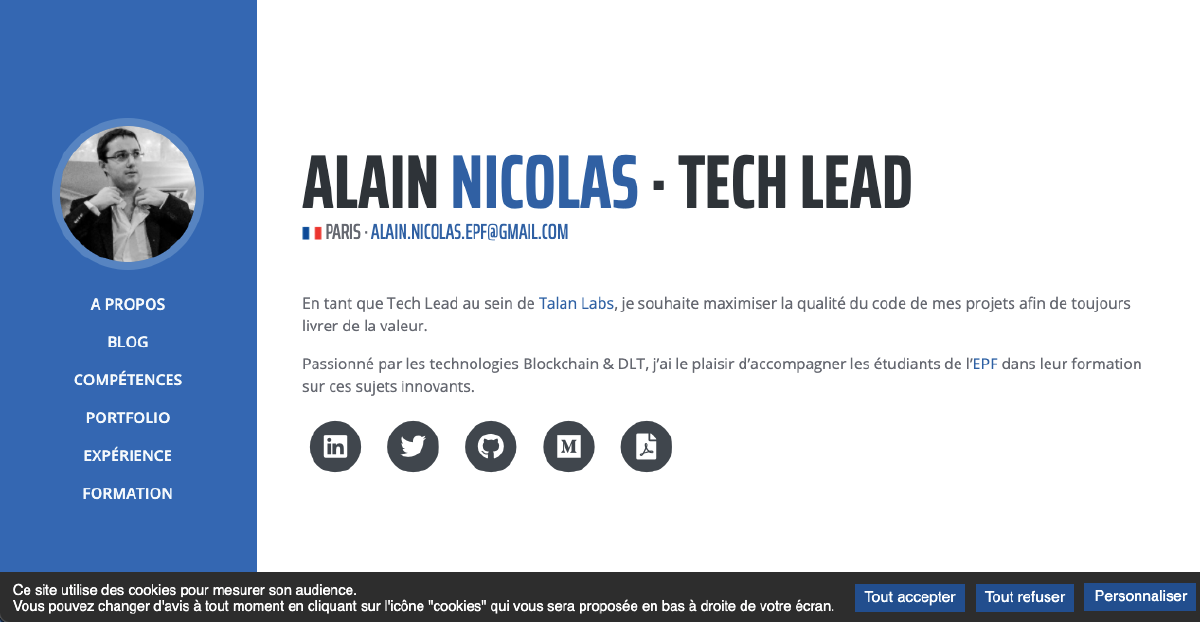 A PROPOS
BLOG
COMPÉTENCES
PORTFOLIO
EXPÉRIENCE
FORMATION
ALAIN NICOLAS · TECH LEAD
PARIS · ALAIN.NICOLAS.EPF@GMAIL.COM
En tant que Tech Lead au sein de Talan Labs, je souhaite maximiser la qualité du code de mes projets afin de toujours
livrer de la valeur.
Passionné par les technologies Blockchain & DLT, j’ai le plaisir d’accompagner les étudiants de l’EPF dans leur formation
sur ces sujets innovants.
in
M
Ce site utilise des cookies pour mesurer son audience.
Vous pouvez changer d'avis à tout moment en cliquant sur l'icône "cookies" qui vous sera proposée en bas à droite de votre écran.
Tout accepter
Tout refuser
Personnaliser